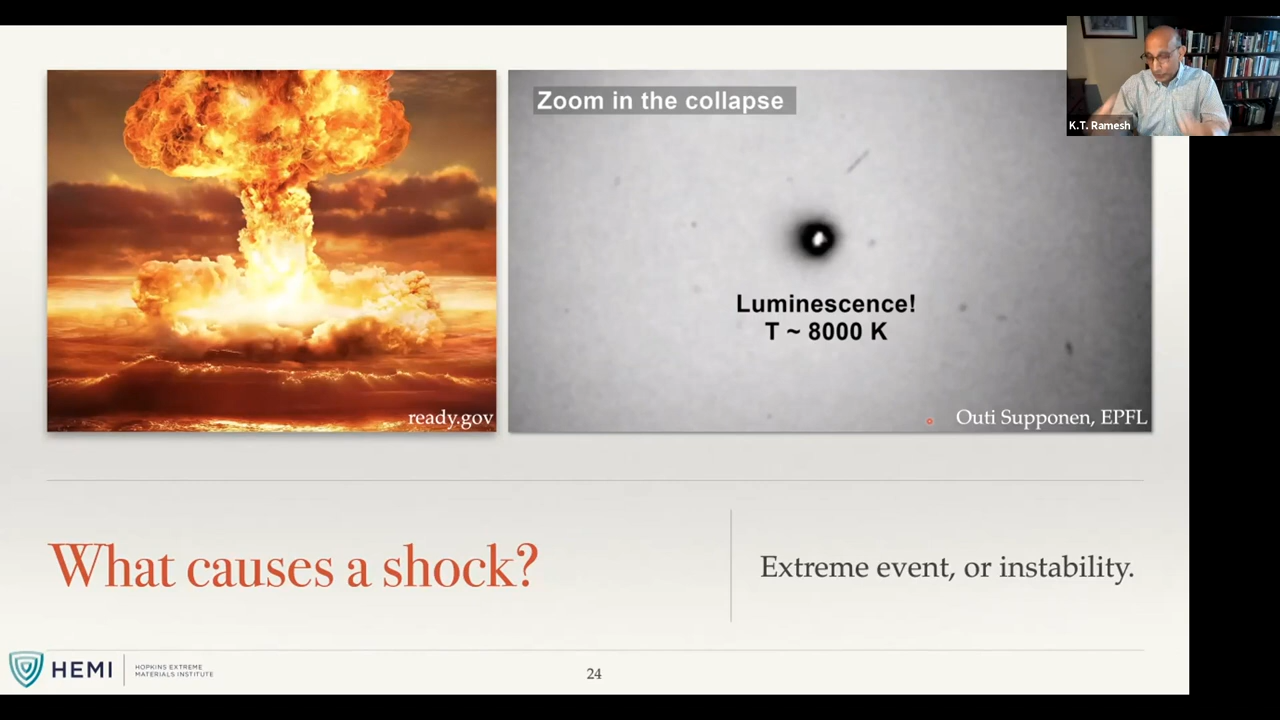 Zoom in the collapse
K.T. Ramesh
Luminescence!
T ~ 8000 K
ready.gov
Outi Supponen, EPFL
What causes a shock?
Extreme event, or instability.
HEMI
HOPKINS EXTREME
MATERIALS INSTITUTE
24